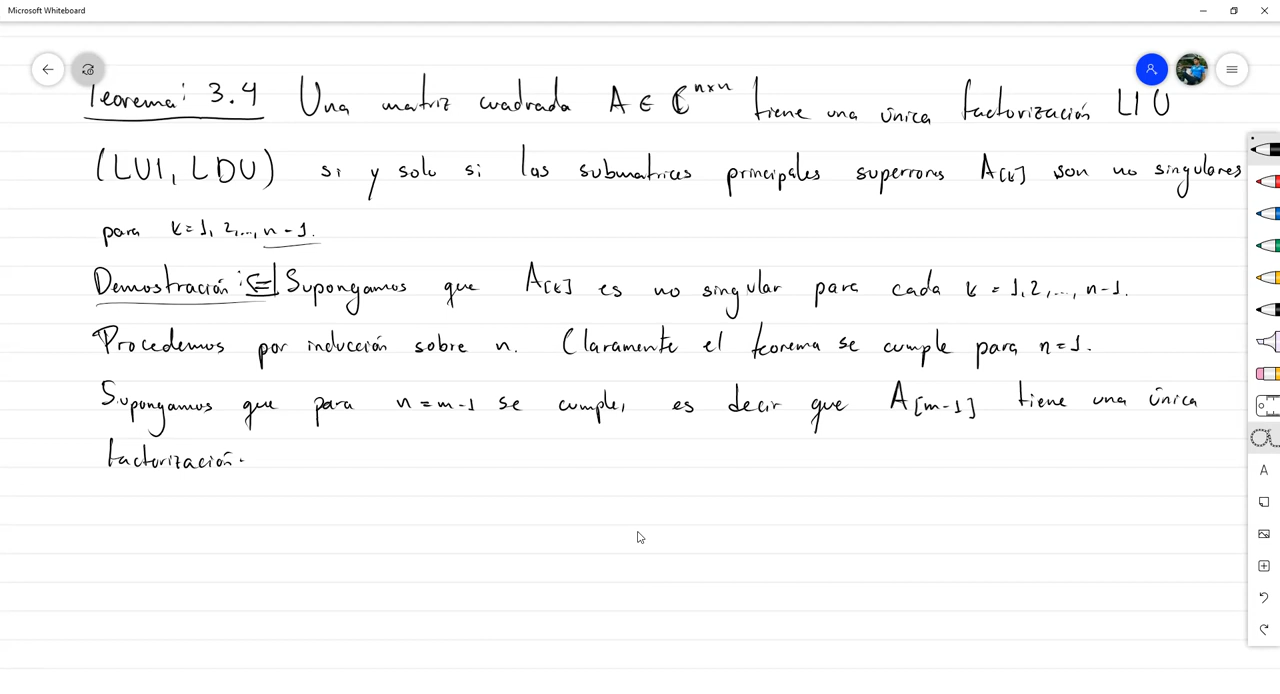 Microsoft Whiteboard
Teorema: 3.4 Una matriz cuadrada A ∈ ℂ^{n×n} tiene una única factorización L1U
(LU1, LDU) si y solo si las submatrices principales superrores A[k] son no singulares
para k=1, 2, ..., n-1.
Demostración: ⇐| Supongamos que A[k] es no singular para cada k = 1, 2, ..., n-1.
Procedemos por inducción sobre n. Claramente el teorema se cumple para n=1.
Supongamos que para n=m-1 se cumple, es decir que A[m-1] tiene una única
factorización.
A